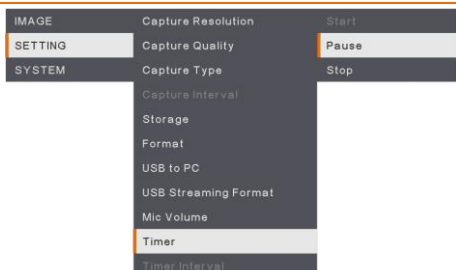 IMAGE
SETTING
SYSTEM
Capture Resolution
Capture Quality
Capture Type
Capture Interval
Storage
Format
USB to PC
USB Streaming Format
Mic Volume
Timer
Timer Interval
Start
Pause
Stop